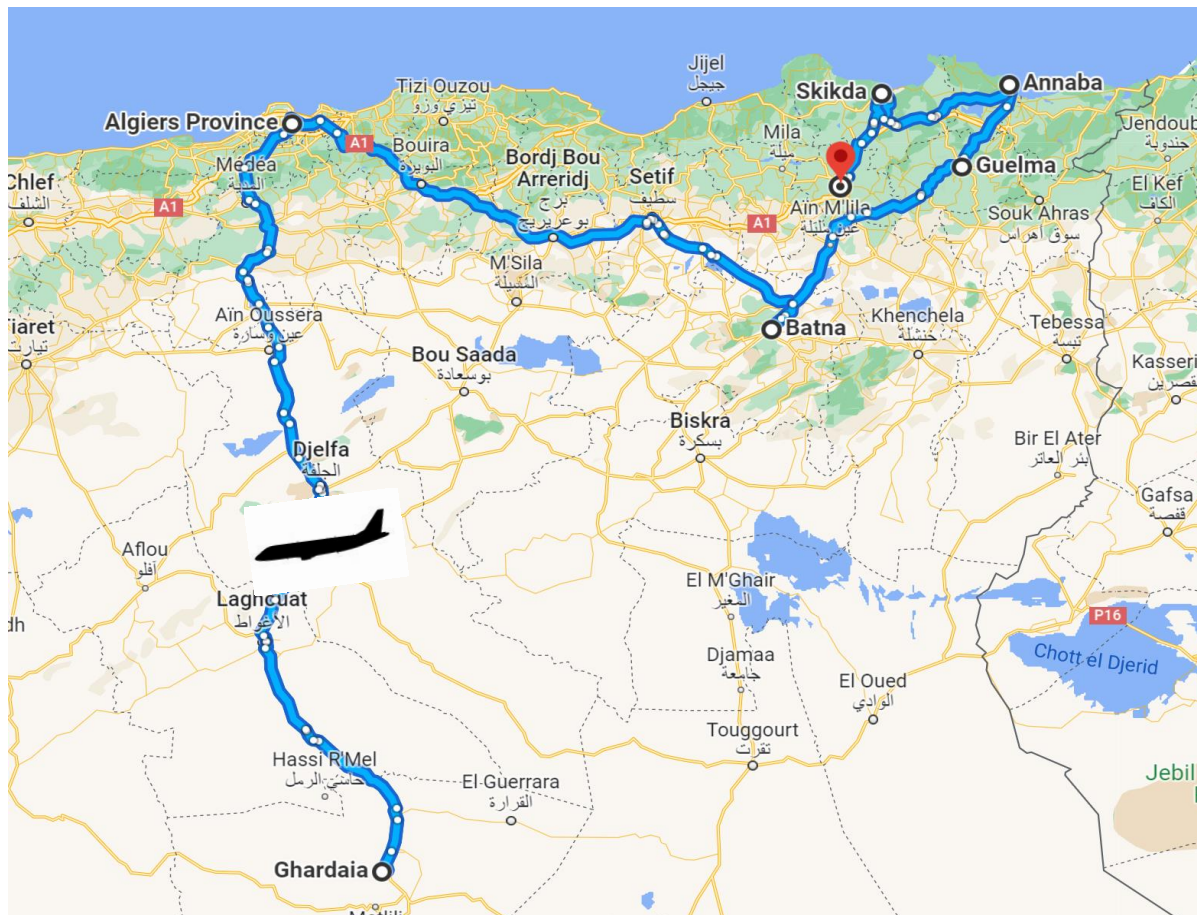 Jijel
جيجل
Skikda
Annaba
Tizi Ouzou
تيزي وزو
Algiers Province
A1
Mila
ميلة
Jendoub
جندوبة
Bouira
البويرة
Médéa
المدية
Bordj Bou
Arreridj
برج
بوعريريج
Setif
سطيف
Guelma
Chlef
الشلف
A1
A1
Aïn M'lila
عين مليلة
Souk Ahras
سوق أهراس
El Kef
الكاف
M'Sila
المسيلة
Aïn Oussera
عين وسارة
iaret
تيارت
Batna
Khenchela
خنشلة
Tebessa
تبسة
Bou Saada
بوسعادة
Kasseri
قصرين
Biskra
بسكرة
Djelfa
الجلفة
Bir El Ater
بئر العاتر
Gafsa
قفصة
Aflou
آفلو
El M'Ghair
المغير
Laghouat
الأغواط
dh
P16
Chott el Djerid
Djamaa
جامعة
El Oued
الوادي
Touggourt
تقرت
Hassi R'Mel
حاسي الرمل
El Guerrara
القرارة
Jebil
Ghardaia